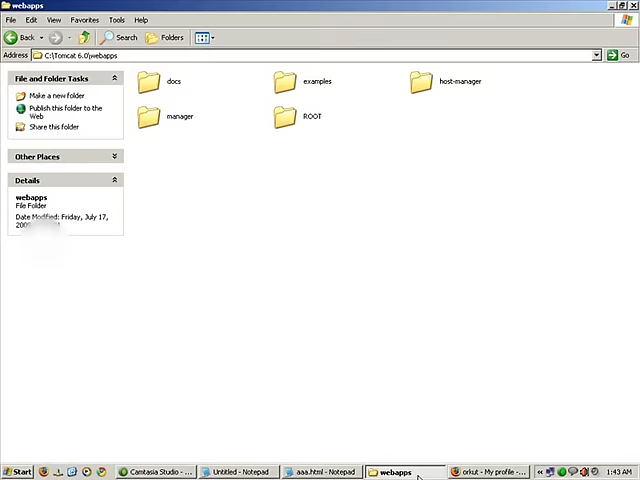 webapps
File Edit View Favorites Tools Help
Back Search Folders
Address C:\Tomcat 6.0\webapps Go
File and Folder Tasks
Make a new folder
Publish this folder to the
Web
Share this folder
Other Places
Details
webapps
File Folder
Date Modified: Friday, July 17,
docs examples host-manager
manager ROOT
Start Camtasia Studio - ... Untitled - Notepad aaa.html - Notepad webapps orkut - My profile -... « 1:43 AM